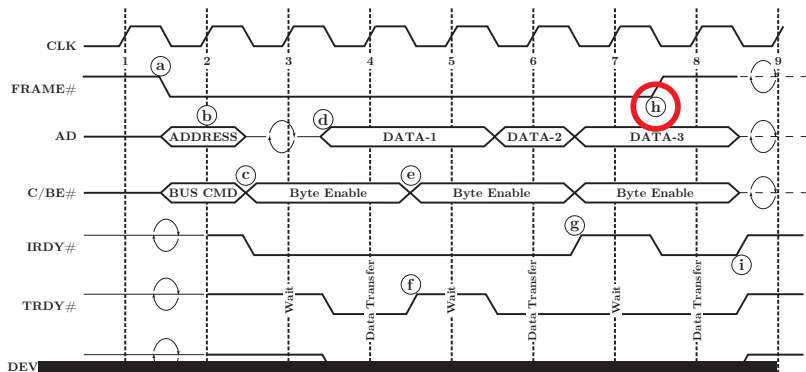 CLK
1 2 3 4 5 6 7 8 9
a
FRAME#
h
b
d
AD ADDRESS DATA-1 DATA-2 DATA-3
c e
C/BE# BUS CMD Byte Enable Byte Enable Byte Enable
g
IRDY#
i
f
TRDY#
Wait Data Transfer Wait Data Transfer Wait Data Transfer
DEV